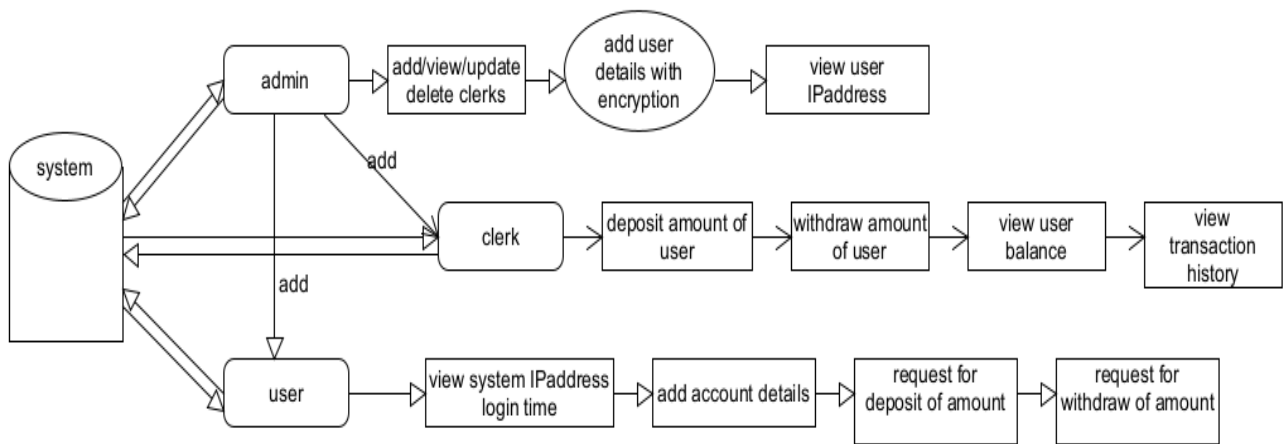 admin
add/view/update
delete clerks
add user
details with
encryption
view user
IPaddress
system
add
clerk
deposit amount of
user
withdraw amount
of user
view user
balance
view
transaction
history
add
user
view system IPaddress
login time
add account details
request for
deposit of amount
request for
withdraw of amount